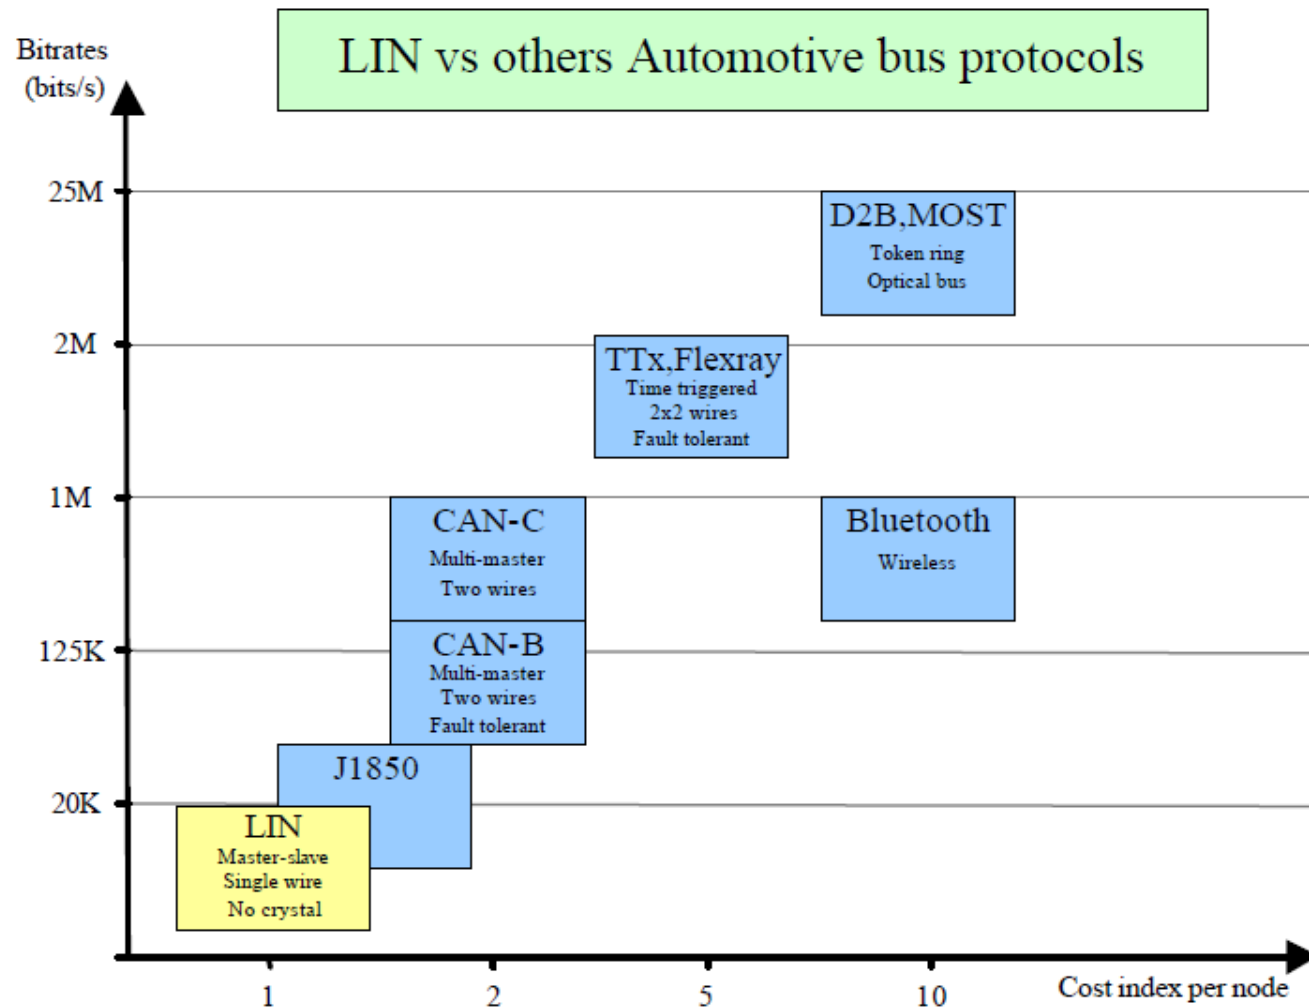 LIN vs others Automotive bus protocols
Bitrates
(bits/s)
25M
D2B,MOST
Token ring
Optical bus
2M
TTx,Flexray
Time triggered
2x2 wires
Fault tolerant
1M
CAN-C
Multi-master
Two wires
Bluetooth
Wireless
125K
CAN-B
Multi-master
Two wires
Fault tolerant
J1850
20K
LIN
Master-slave
Single wire
No crystal
1
2
5
10
Cost index per node